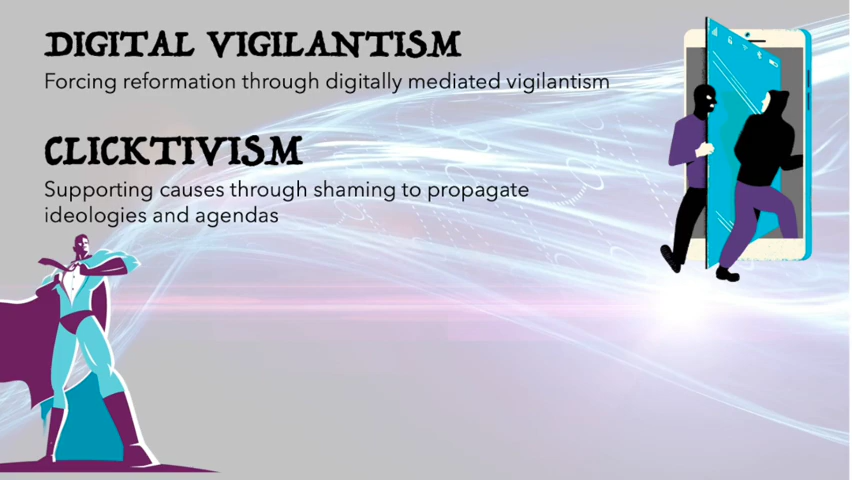 DIGITAL VIGILANTISM
Forcing reformation through digitally mediated vigilantism
CLICKTIVISM
Supporting causes through shaming to propagate
ideologies and agendas